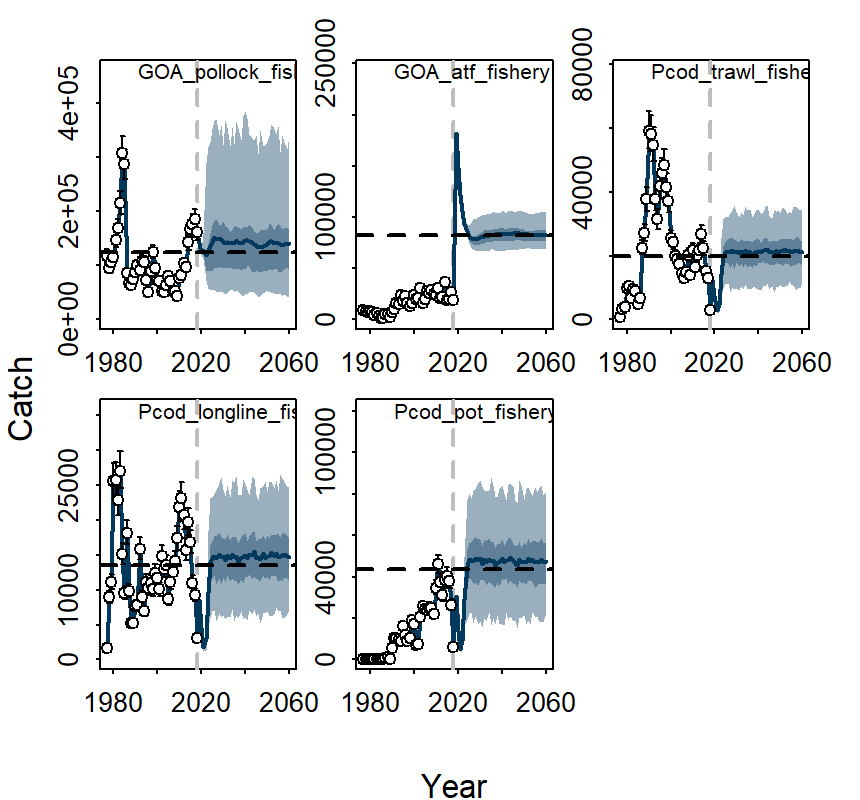 GOA_pollock_fis
GOA_atf_fishery
Pcod_trawl_fishe
0e+00 2e+05 4e+05
0 100000 250000
0 40000 80000
1980 2020 2060
1980 2020 2060
1980 2020 2060
Catch
Pcod_longline_fis
Pcod_pot_fishery
0 10000 25000
0 40000 100000
1980 2020 2060
1980 2020 2060
Year